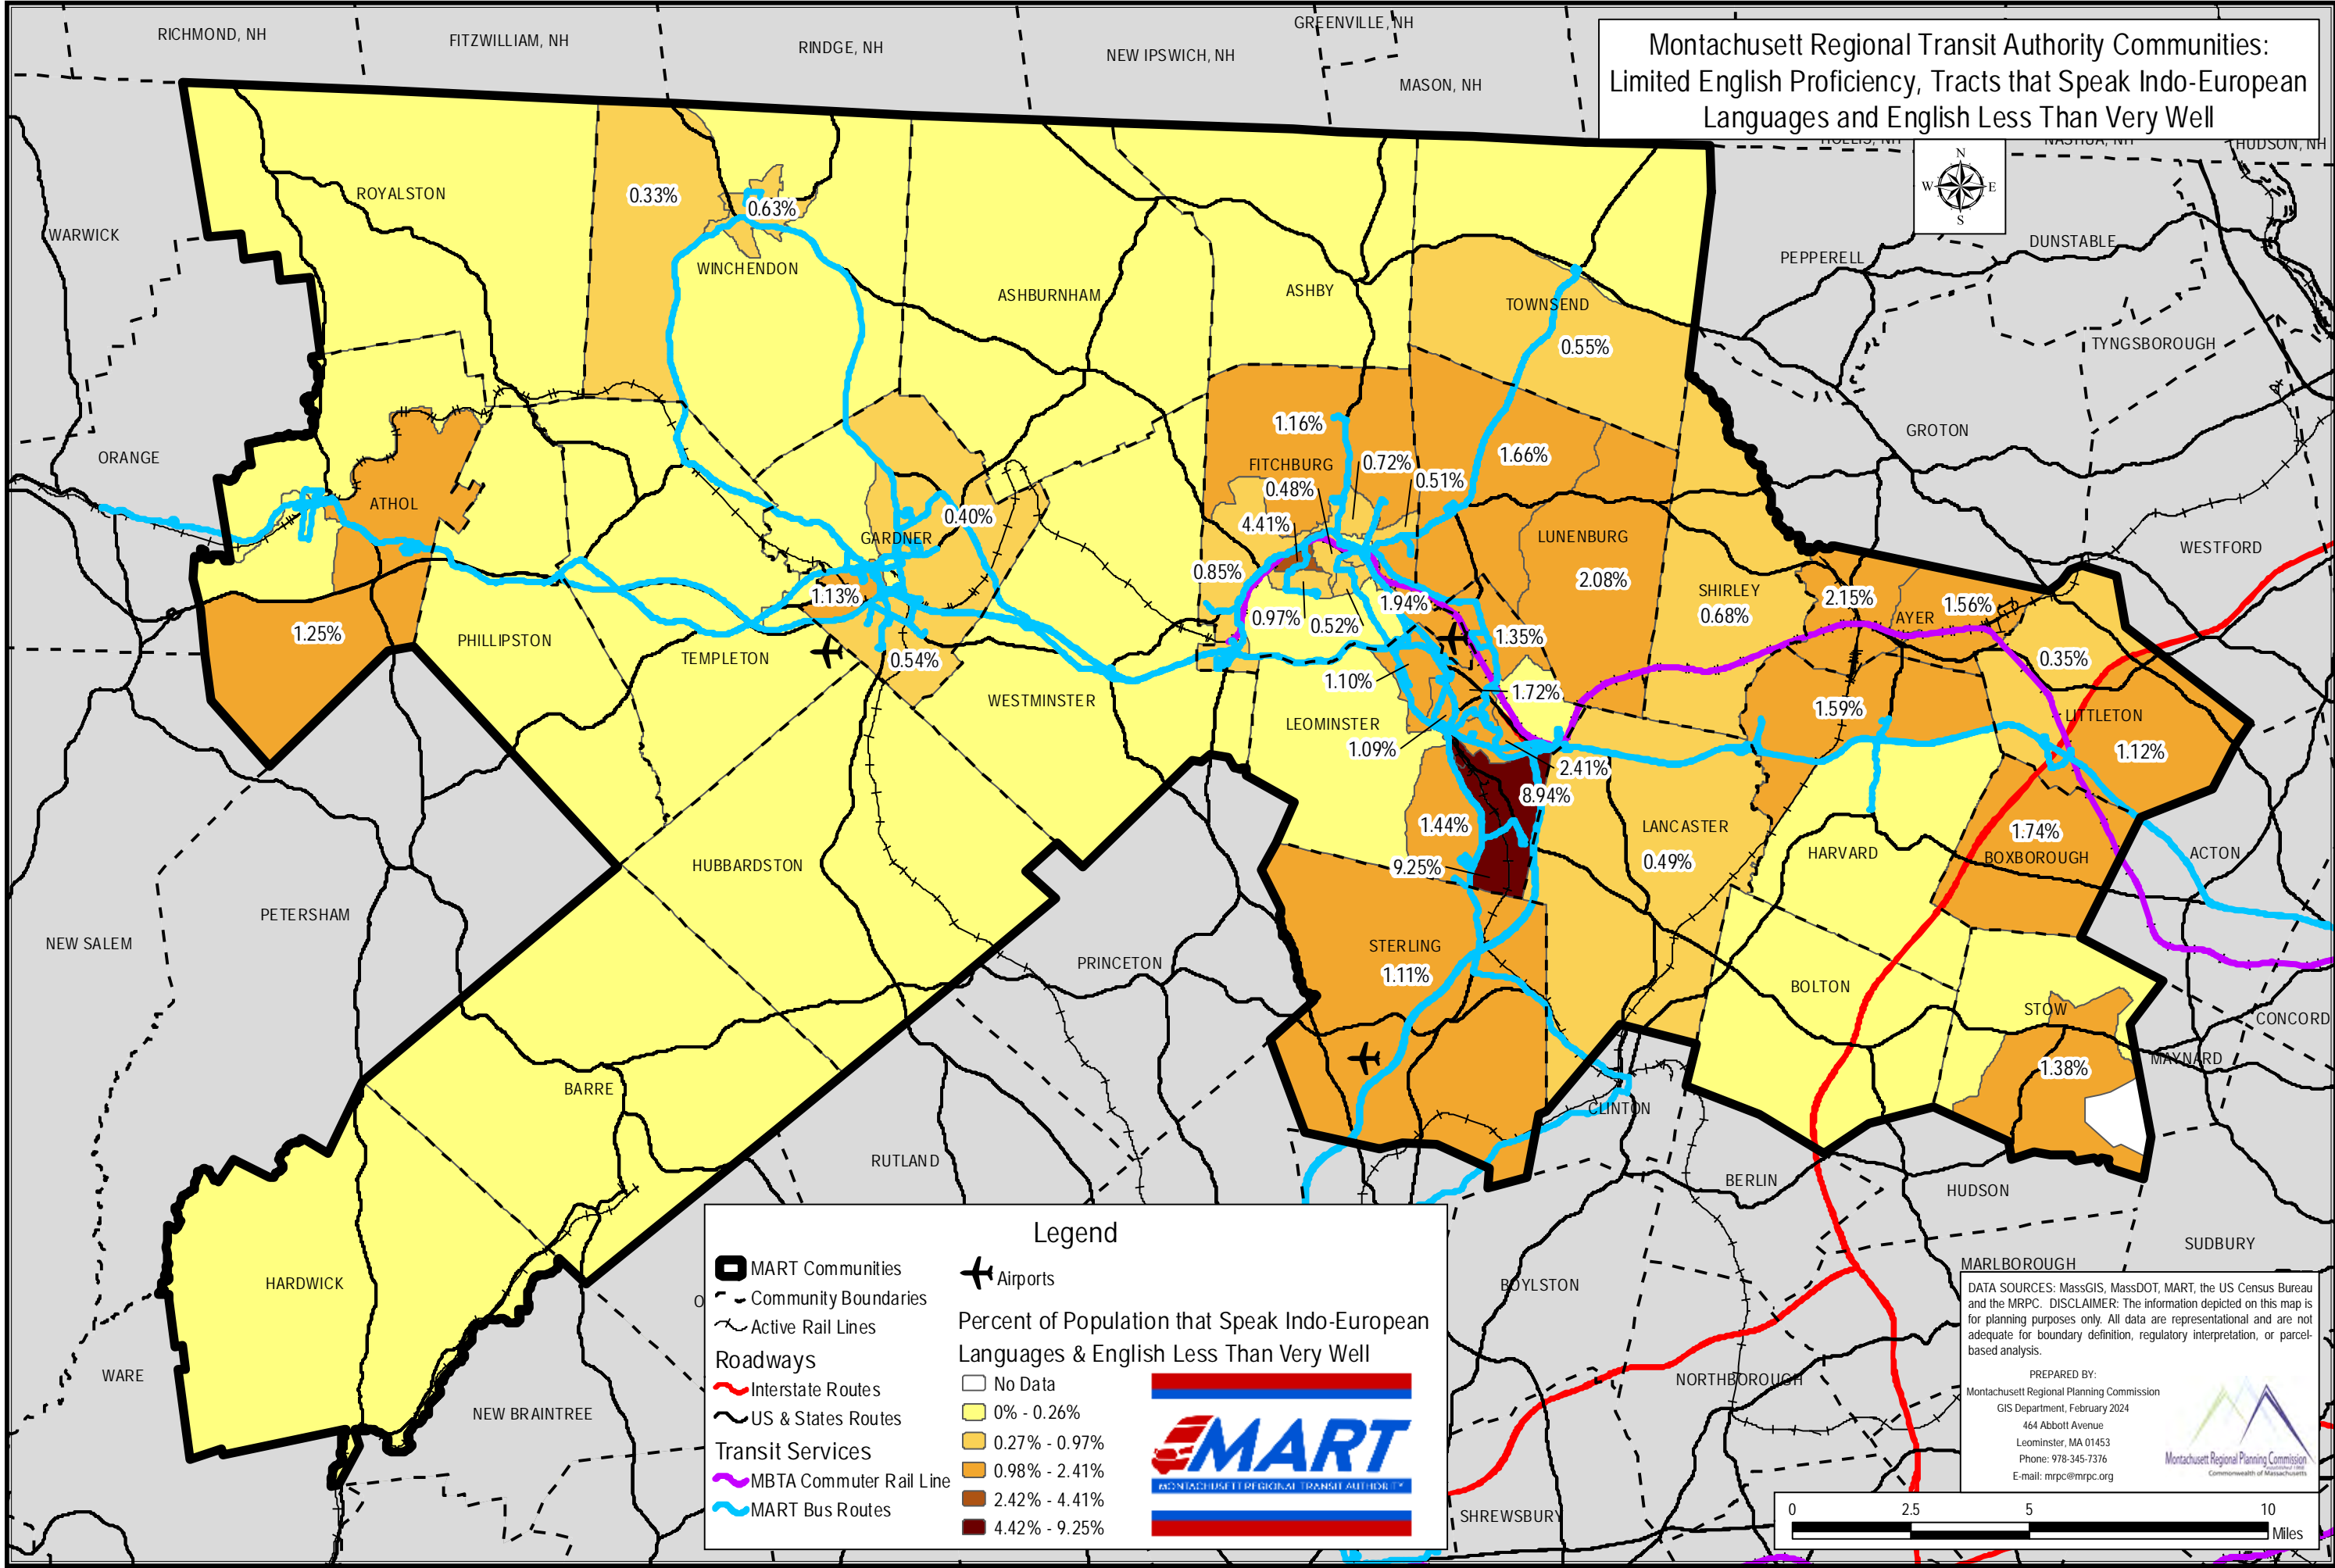 RICHMOND, NH
FITZWILLIAM, NH
RINDGE, NH
NEW IPSWICH, NH
GREENVILLE, NH
MASON, NH
Montachusett Regional Transit Authority Communities:
Limited English Proficiency, Tracts that Speak Indo-European
Languages and English Less Than Very Well
HOLLIS, NH
NASHUA, NH
HUDSON, NH
N
W
E
S
ROYALSTON
0.33%
0.63%
WINCHENDON
WARWICK
ASHBURNHAM
ASHBY
TOWNSEND
0.55%
PEPPERELL
DUNSTABLE
TYNGSBOROUGH
GROTON
WESTFORD
ORANGE
ATHOL
1.25%
PHILLIPSTON
TEMPLETON
GARDNER
0.40%
1.13%
0.54%
WESTMINSTER
1.16%
FITCHBURG
0.72%
0.48%
0.51%
4.41%
0.85%
0.97%
0.52%
1.94%
1.66%
LUNENBURG
2.08%
1.35%
1.10%
1.72%
LEOMINSTER
1.09%
2.41%
8.94%
1.44%
9.25%
SHIRLEY
0.68%
2.15%
AYER
1.56%
0.35%
1.59%
LITTLETON
1.12%
LANCASTER
0.49%
HARVARD
1.74%
BOXBOROUGH
ACTON
HUBBARDSTON
PETERSHAM
NEW SALEM
PRINCETON
STERLING
1.11%
BOLTON
STOW
1.38%
CONCORD
MAYNARD
BARRE
CLINTON
RUTLAND
BERLIN
HUDSON
SUDBURY
MARLBOROUGH
HARDWICK
BOYLSTON
WARE
NEW BRAINTREE
NORTHBOROUGH
SHREWSBURY
O
Legend
MART Communities
Community Boundaries
Active Rail Lines
Roadways
Interstate Routes
US & States Routes
Transit Services
MBTA Commuter Rail Line
MART Bus Routes
Airports
Percent of Population that Speak Indo-European
Languages & English Less Than Very Well
No Data
0% - 0.26%
0.27% - 0.97%
0.98% - 2.41%
2.42% - 4.41%
4.42% - 9.25%
MART
MONTACHUSETT REGIONAL TRANSIT AUTHORITY
DATA SOURCES: MassGIS, MassDOT, MART, the US Census Bureau
and the MRPC. DISCLAIMER: The information depicted on this map is
for planning purposes only. All data are representational and are not
adequate for boundary definition, regulatory interpretation, or parcel-
based analysis.
PREPARED BY:
Montachusett Regional Planning Commission
GIS Department, February 2024
464 Abbott Avenue
Leominster, MA 01453
Phone: 978-345-7376
E-mail: mrpc@mrpc.org
Montachusett Regional Planning Commission
Commonwealth of Massachusetts
0
2.5
5
10
Miles